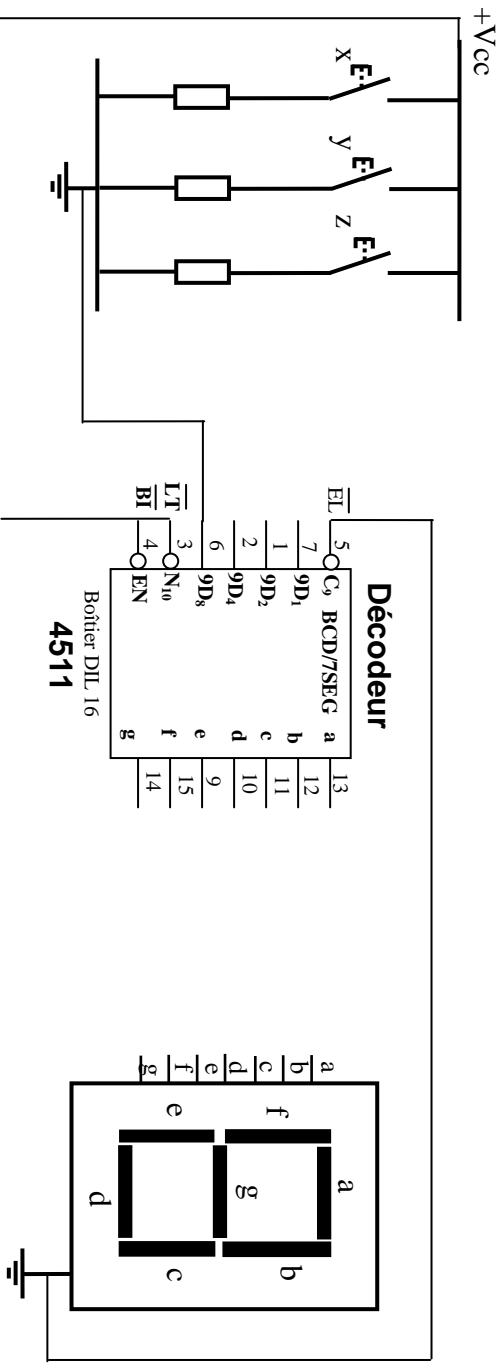 +Vcc
x
y
z
Décodeur
EL
LT
BI
5
7
1
2
6
3
4
C₉ BCD/7SEG
9D₁
9D₂
9D₄
9D₈
N₁₀
EN
a
b
c
d
e
f
g
13
12
11
10
9
15
14
Boîtier DIL 16
4511
a
b
c
d
e
f
g
a
f
b
g
e
c
d